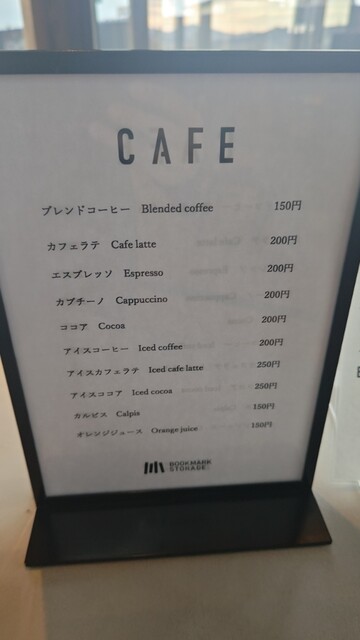 CAFE
ブレンドコーヒー Blended coffee 150円
カフェラテ Cafe latte 200円
エスプレッソ Espresso 200円
カプチーノ Cappuccino 200円
ココア Cocoa 200円
アイスコーヒー Iced coffee 200円
アイスカフェラテ Iced cafe latte 250円
アイスココア Iced cocoa 250円
カルピス Calpis 150円
オレンジジュース Orange juice 150円
BOOKMARK
STORAGE